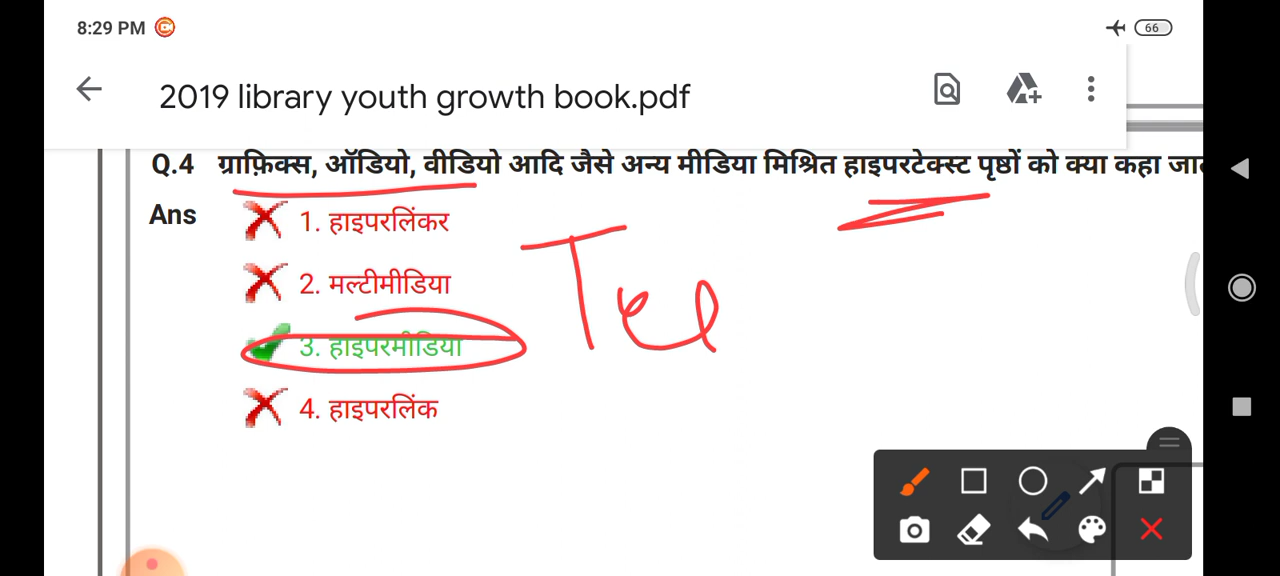 8:29 PM
66
2019 library youth growth book.pdf
Q.4 ग्राफ़िक्स, ऑडियो, वीडियो आदि जैसे अन्य मीडिया मिश्रित हाइपरटेक्स्ट पृष्ठों को क्या कहा
Ans 1. हाइपरलिंकर
2. मल्टीमीडिया
3. हाइपरमीडिया
4. हाइपरलिंक